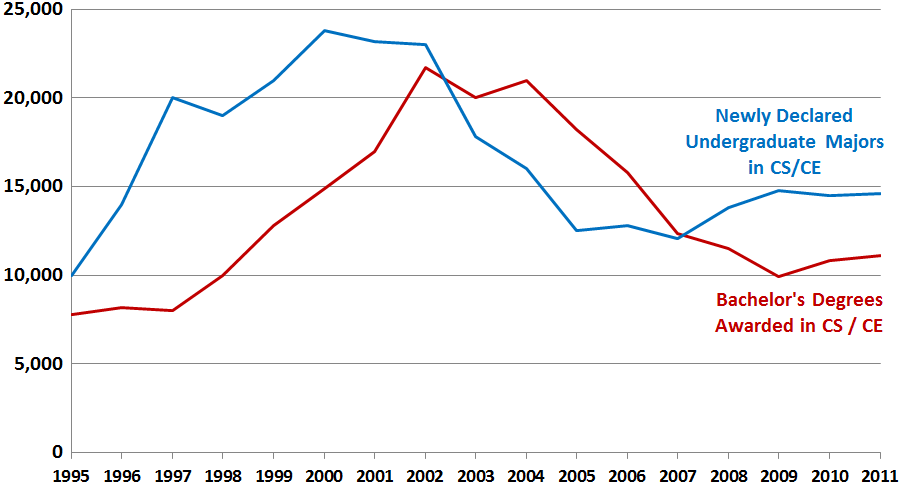 25,000
20,000
15,000
10,000
5,000
0
Newly Declared
Undergraduate Majors
in CS/CE
Bachelor's Degrees
Awarded in CS / CE
1995 1996 1997 1998 1999 2000 2001 2002 2003 2004 2005 2006 2007 2008 2009 2010 2011